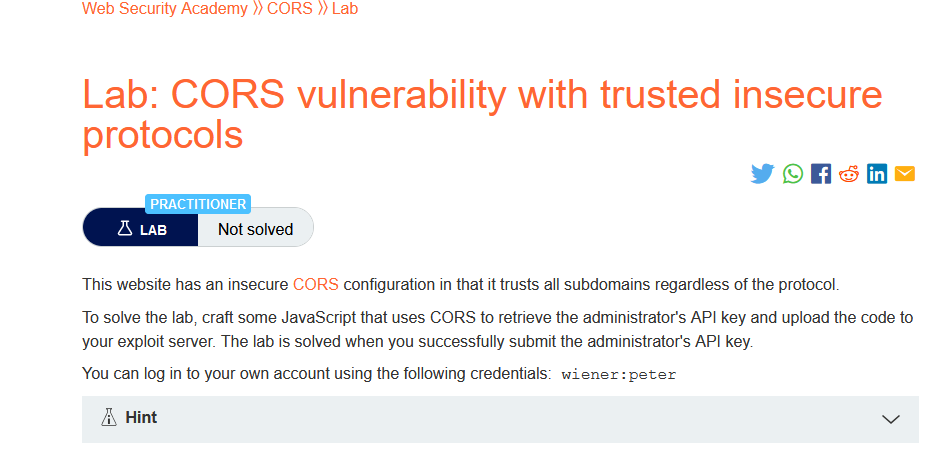 Web Security Academy » CORS » Lab
Lab: CORS vulnerability with trusted insecure
protocols
PRACTITIONER
LAB
Not solved
This website has an insecure CORS configuration in that it trusts all subdomains regardless of the protocol.
To solve the lab, craft some JavaScript that uses CORS to retrieve the administrator's API key and upload the code to
your exploit server. The lab is solved when you successfully submit the administrator's API key.
You can log in to your own account using the following credentials: wiener:peter
Hint